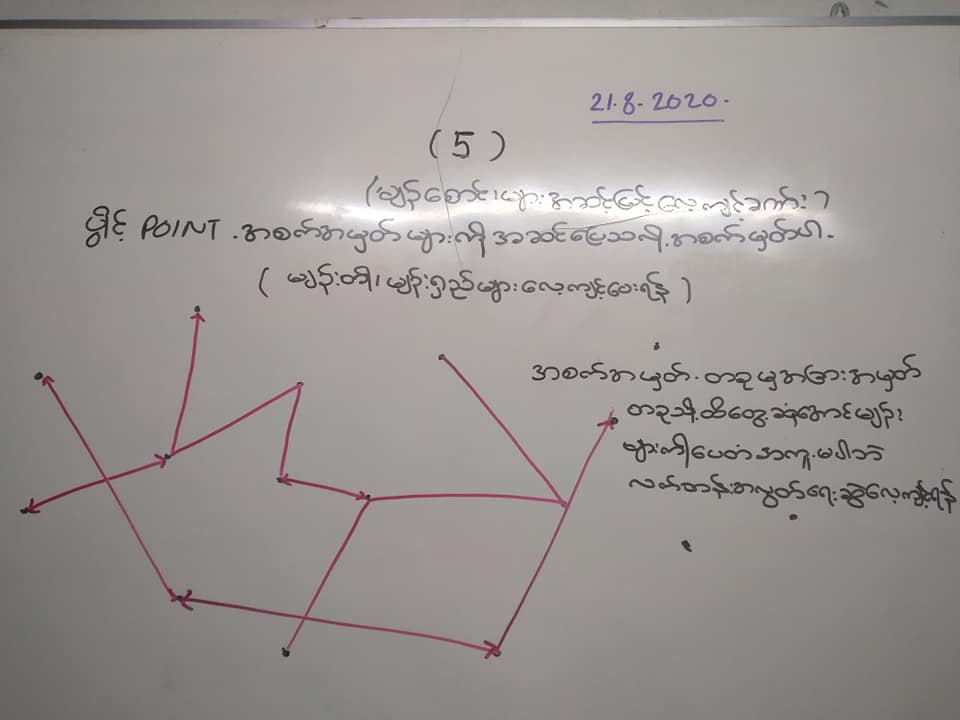 21.8.2020.
(5)
(မျဉ်စောင်းများအဆင့်မြင့်လေ့ကျင့်ခဏ်း)
ပွိုင့် POINT .အစက်အမှတ်များကို အဆင်ပြေသလို.အစက်မှတ်ပါ.
( မျဉ်းတို၊ မျဉ်းရှည်များလေ့ကျင့်ပေးရန် )
အစက်အမှတ်.တခုမှအခြားအမှတ်
တခုသို့.ထိတွေ့ဆုံအောင်မျဉ်း
များကိုပေတံအကူ.မပါဘဲ
လက်တန်းအလွတ်ရေးဆွဲလေ့ကျင့်ရန်